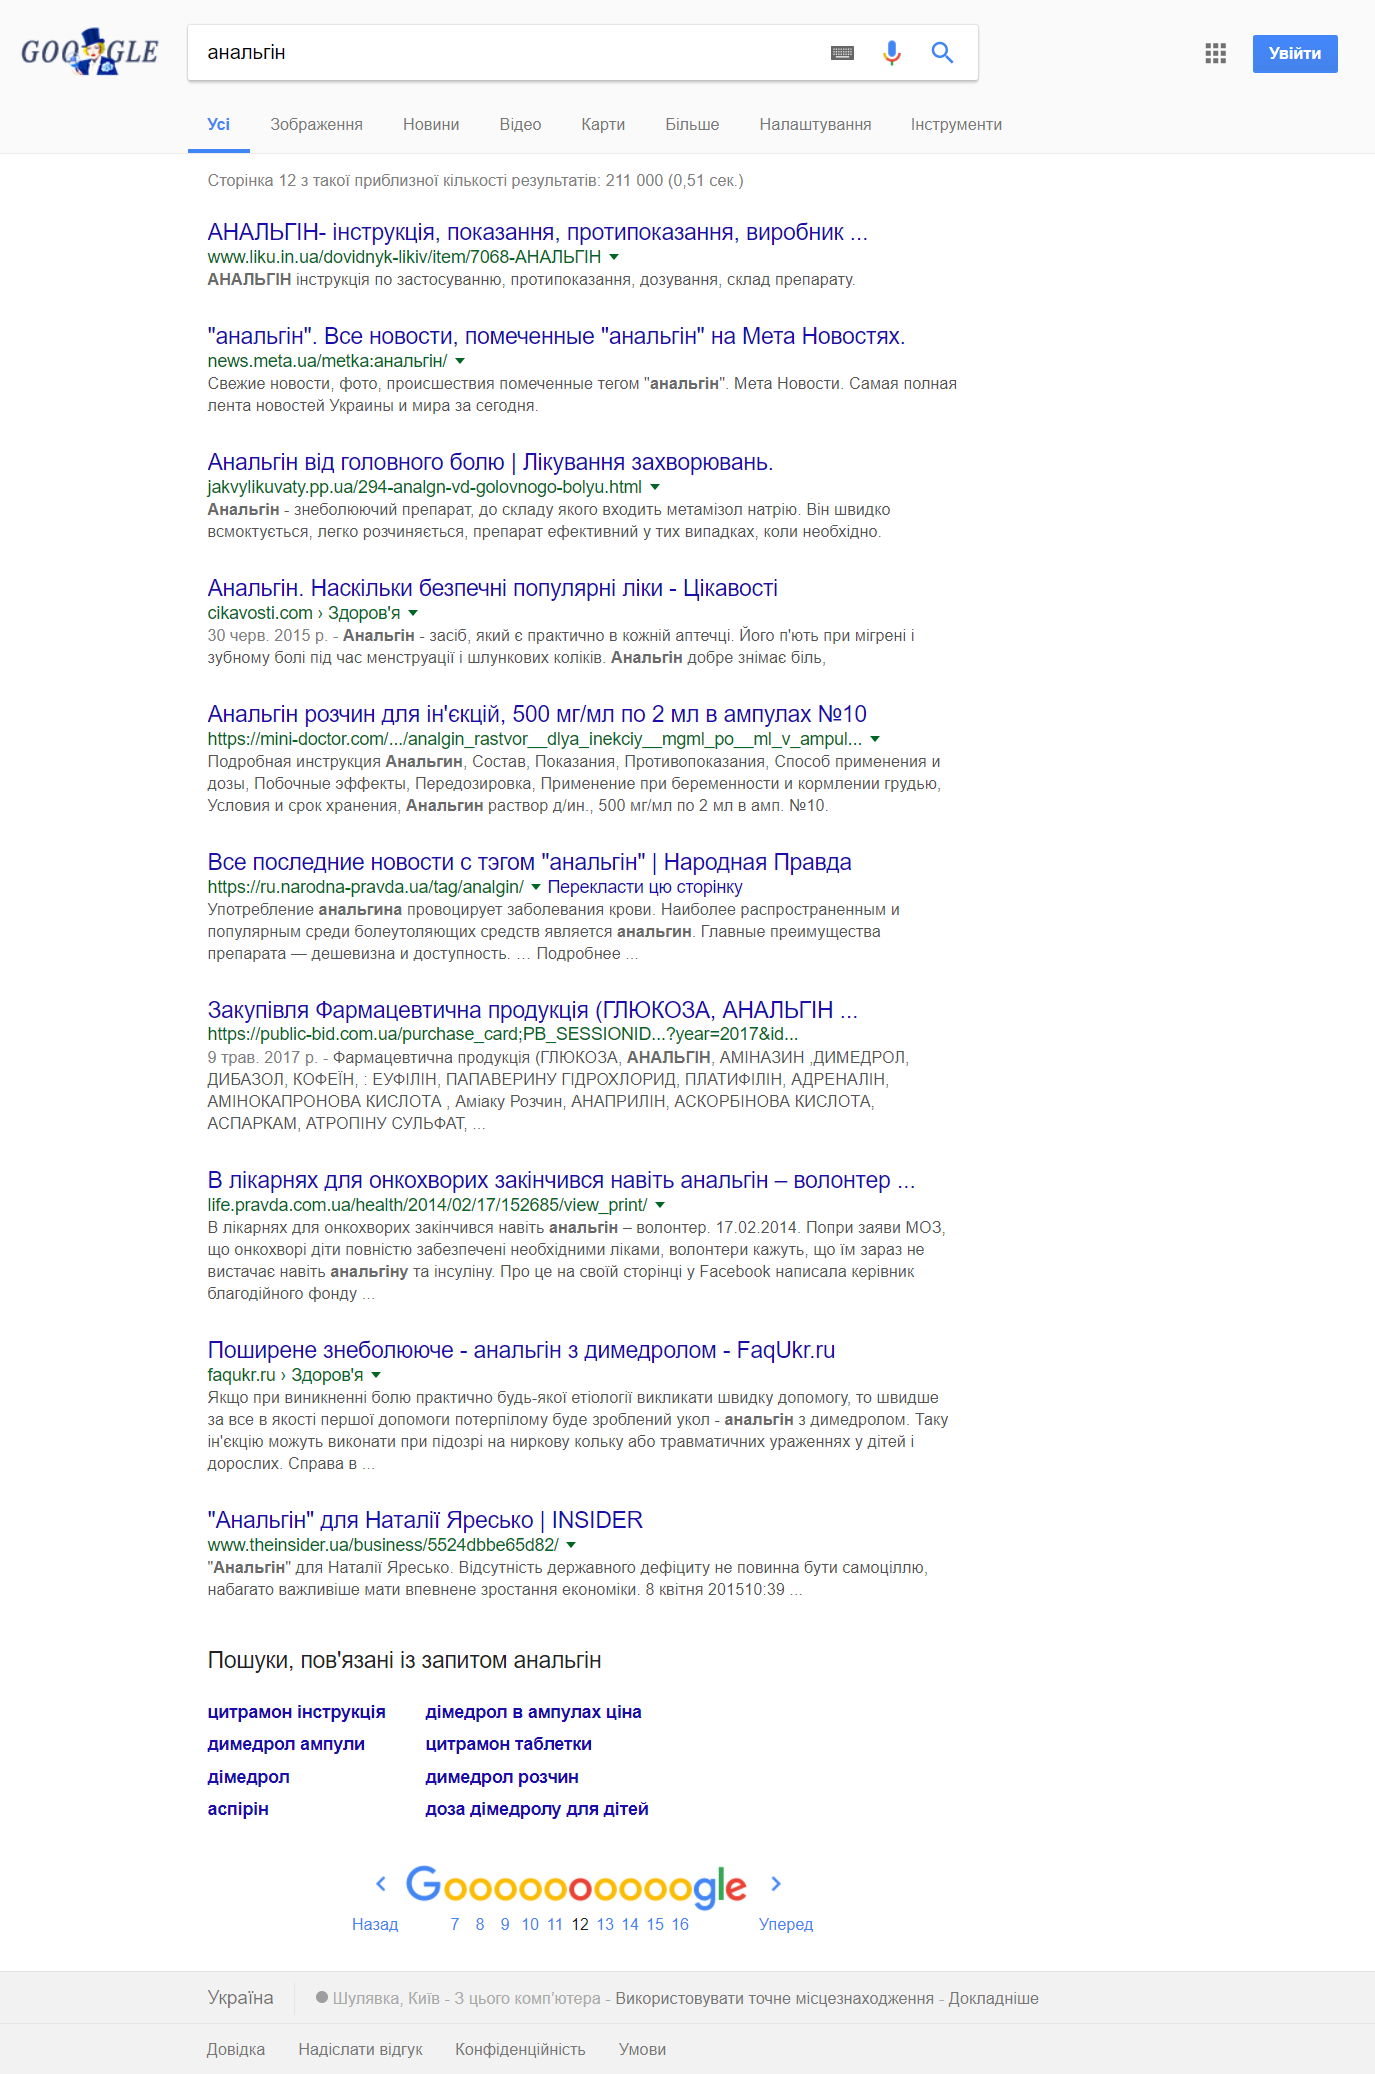 GOOGLE
анальгін
Увійти
Усі Зображення Новини Відео Карти Більше Налаштування Інструменти
Сторінка 12 з такої приблизної кількості результатів: 211 000 (0,51 сек.)
АНАЛЬГІН- інструкція, показання, протипоказання, виробник ...
www.liku.in.ua/dovidnyk-likiv/item/7068-АНАЛЬГІН
АНАЛЬГІН інструкція по застосуванню, протипоказання, дозування, склад препарату.
"анальгін". Все новости, помеченные "анальгін" на Мета Новостях.
news.meta.ua/metka:анальгін/
Свежие новости, фото, происшествия помеченные тегом "анальгін". Мета Новости. Самая полная
лента новостей Украины и мира за сегодня.
Анальгін від головного болю | Лікування захворювань.
jakvylikuvaty.pp.ua/294-analgn-vd-golovnogo-bolyu.html
Анальгін - знеболюючий препарат, до складу якого входить метамізол натрію. Він швидко
всмоктується, легко розчиняється, препарат ефективний у тих випадках, коли необхідно.
Анальгін. Наскільки безпечні популярні ліки - Цікавості
cikavosti.com › Здоров'я
30 черв. 2015 р. - Анальгін - засіб, який є практично в кожній аптечці. Його п'ють при мігрені і
зубному болі під час менструації і шлункових коліків. Анальгін добре знімає біль,
Анальгін розчин для ін'єкцій, 500 мг/мл по 2 мл в ампулах №10
https://mini-doctor.com/.../analgin_rastvor__dlya_inekciy__mgml_po__ml_v_ampul...
Подробная инструкция Анальгин, Состав, Показания, Противопоказания, Способ применения и
дозы, Побочные эффекты, Передозировка, Применение при беременности и кормлении грудью,
Условия и срок хранения, Анальгин раствор д/ин., 500 мг/мл по 2 мл в амп. №10.
Все последние новости с тэгом "анальгін" | Народная Правда
https://ru.narodna-pravda.ua/tag/analgin/ Перекласти цю сторінку
Употребление анальгина провоцирует заболевания крови. Наиболее распространенным и
популярным среди болеутоляющих средств является анальгин. Главные преимущества
препарата — дешевизна и доступность. … Подробнее ...
Закупівля Фармацевтична продукція (ГЛЮКОЗА, АНАЛЬГІН ...
https://public-bid.com.ua/purchase_card;PB_SESSIONID...?year=2017&id...
9 трав. 2017 р. - Фармацевтична продукція (ГЛЮКОЗА, АНАЛЬГІН, АМІНАЗИН ,ДИМЕДРОЛ,
ДИБАЗОЛ, КОФЕЇН, : ЕУФІЛІН, ПАПАВЕРИНУ ГІДРОХЛОРИД, ПЛАТИФІЛІН, АДРЕНАЛІН,
АМІНОКАПРОНОВА КИСЛОТА , Аміаку Розчин, АНАПРИЛІН, АСКОРБІНОВА КИСЛОТА,
АСПАРКАМ, АТРОПІНУ СУЛЬФАТ, ...
В лікарнях для онкохворих закінчився навіть анальгін – волонтер ...
life.pravda.com.ua/health/2014/02/17/152685/view_print/
В лікарнях для онкохворих закінчився навіть анальгін – волонтер. 17.02.2014. Попри заяви МОЗ,
що онкохворі діти повністю забезпечені необхідними ліками, волонтери кажуть, що їм зараз не
вистачає навіть анальгіну та інсуліну. Про це на своїй сторінці у Facebook написала керівник
благодійного фонду ...
Поширене знеболююче - анальгін з димедролом - FaqUkr.ru
faqukr.ru › Здоров'я
Якщо при виникненні болю практично будь-якої етіології викликати швидку допомогу, то швидше
за все в якості першої допомоги потерпілому буде зроблений укол - анальгін з димедролом. Таку
ін'єкцію можуть виконати при підозрі на ниркову кольку або травматичних ураженнях у дітей і
дорослих. Справа в ...
"Анальгін" для Наталії Яресько | INSIDER
www.theinsider.ua/business/5524dbbe65d82/
"Анальгін" для Наталії Яресько. Відсутність державного дефіциту не повинна бути самоціллю,
набагато важливіше мати впевнене зростання економіки. 8 квітня 201510:39 ...
Пошуки, пов'язані із запитом анальгін
цитрамон інструкція дімедрол в ампулах ціна
димедрол ампули цитрамон таблетки
дімедрол димедрол розчин
аспірін доза дімедролу для дітей
Goooooooooogle
Назад 7 8 9 10 11 12 13 14 15 16 Уперед
Україна Шулявка, Київ - З цього комп'ютера - Використовувати точне місцезнаходження - Докладніше
Довідка Надіслати відгук Конфіденційність Умови